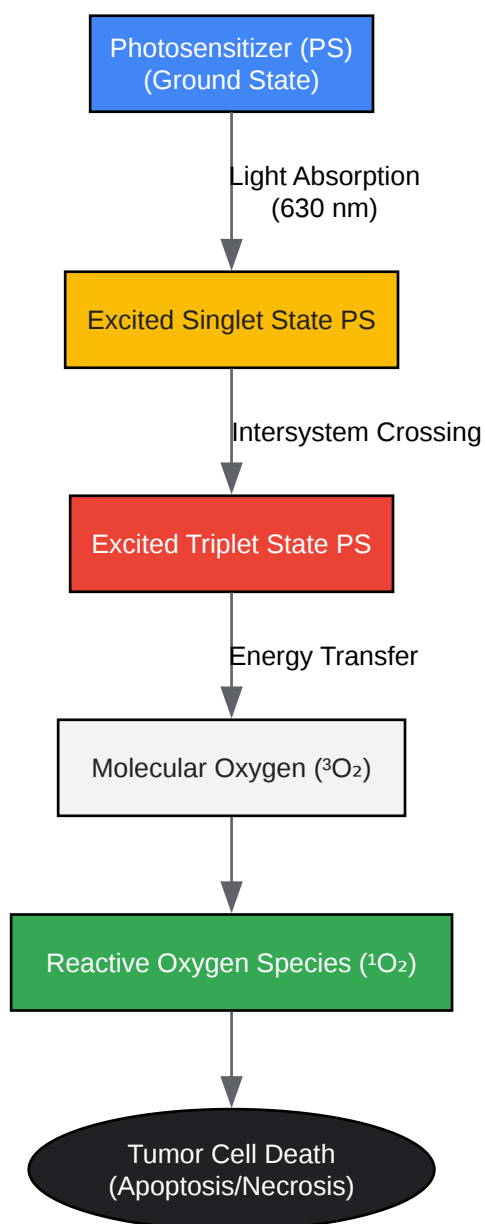 Photosensitizer (PS)
(Ground State)
Light Absorption
(630 nm)
Excited Singlet State PS
Intersystem Crossing
Excited Triplet State PS
Energy Transfer
Molecular Oxygen (³O₂)
Reactive Oxygen Species (¹O₂)
Tumor Cell Death
(Apoptosis/Necrosis)